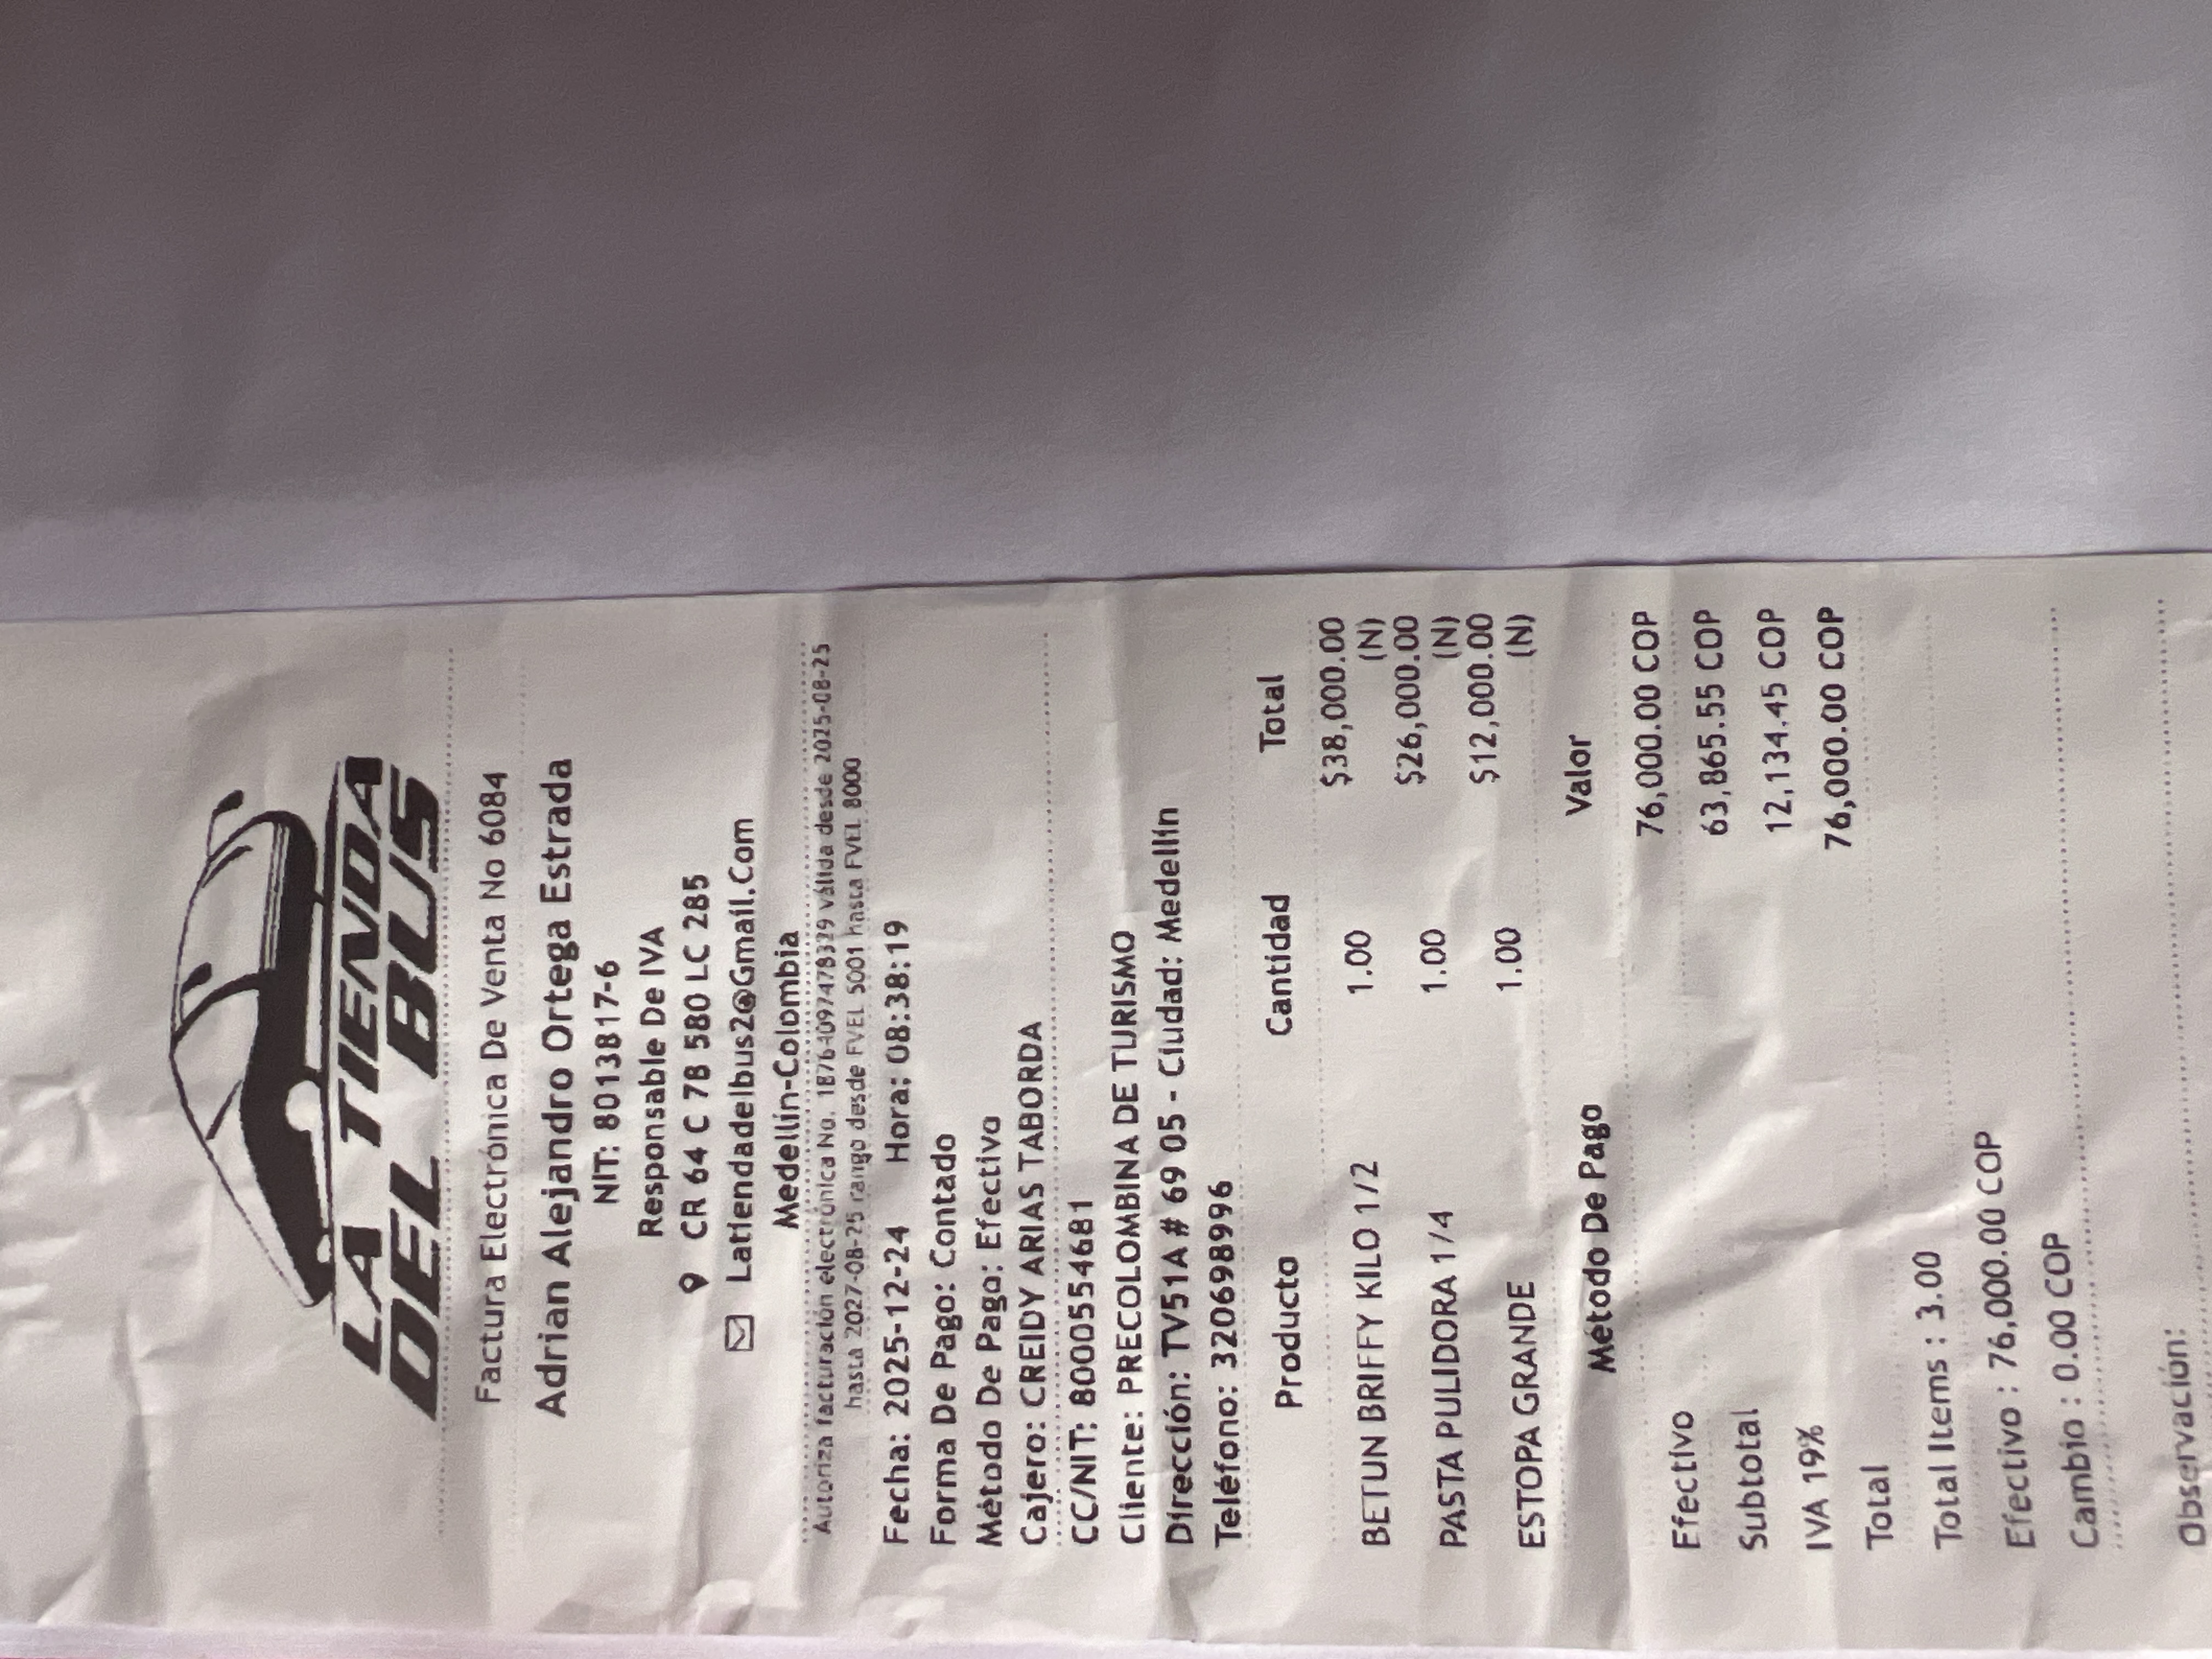 LA TIENDA
DEL BUS
Factura Electrónica De Venta No 6084
Adrian Alejandro Ortega Estrada
NIT: 8013817-6
Responsable De IVA
CR 64 C 78 580 LC 285
Latiendadelbus2@Gmail.Com
Medellín-Colombia
Autoriza facturación electrónica No. 18764097478329 válida desde 2025-08-25
hasta 2027-08-25 rango desde FVEL 5001 hasta FVEL 8000
Fecha: 2025-12-24 Hora: 08:38:19
Forma De Pago: Contado
Método De Pago: Efectivo
Cajero: CREIDY ARIAS TABORDA
CC/NIT: 8000554681
Cliente: PRECOLOMBINA DE TURISMO
Dirección: TV51A # 69 05 - Ciudad: Medellín
Teléfono: 320698996
Producto Cantidad Total
BETUN BRIFFY KILO 1/2 1.00 $38,000.00
(N)
PASTA PULIDORA 1/4 1.00 $26,000.00
(N)
ESTOPA GRANDE 1.00 $12,000.00
(N)
Método De Pago Valor
Efectivo 76,000.00 COP
Subtotal 63,865.55 COP
IVA 19% 12,134.45 COP
Total 76,000.00 COP
Total Items : 3.00
Efectivo : 76,000.00 COP
Cambio : 0.00 COP
Observación: